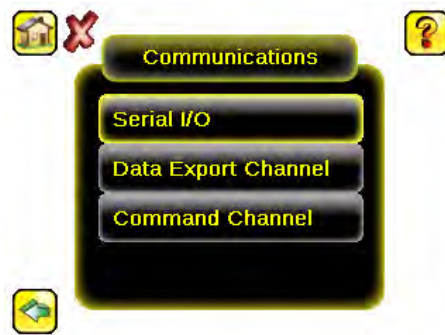 Communications
Serial I/O
Data Export Channel
Command Channel